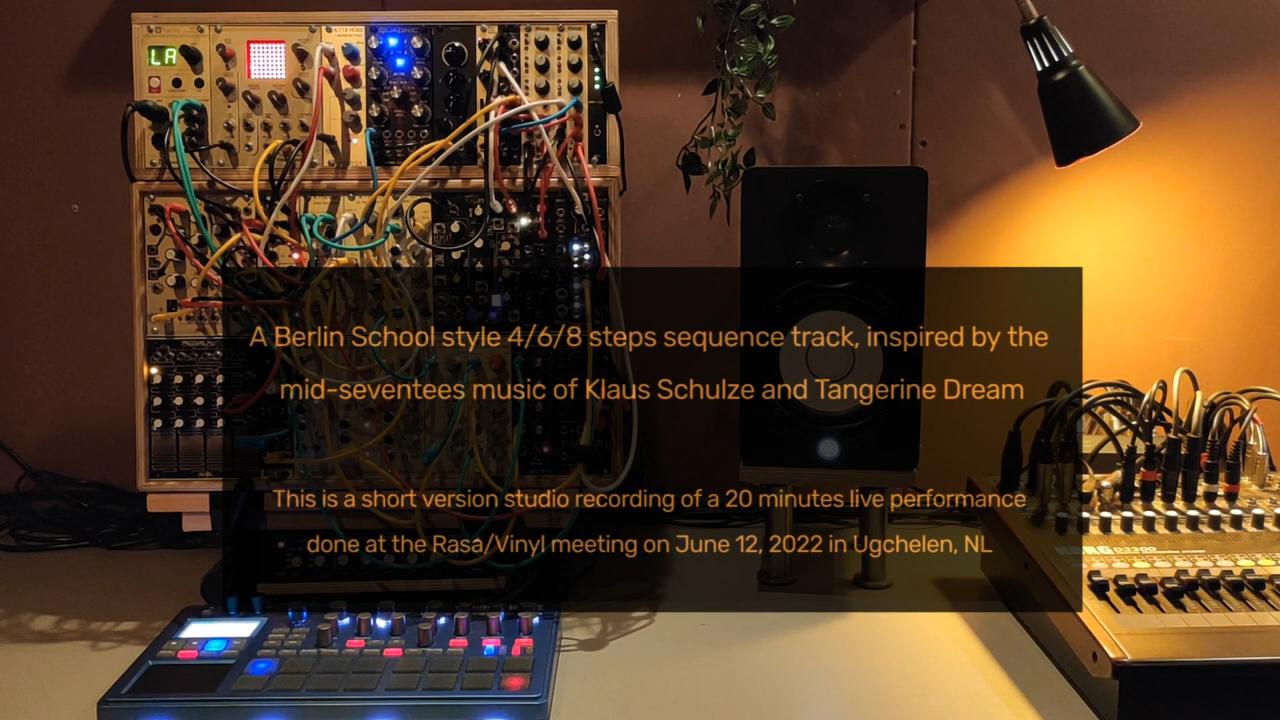 LA
QUADNIC
A Berlin School style 4/6/8 steps sequence track, inspired by the
mid-seventees music of Klaus Schulze and Tangerine Dream
This is a short version studio recording of a 20 minutes live performance
done at the Rasa/Vinyl meeting on June 12, 2022 in Ugchelen, NL
KORG D3200